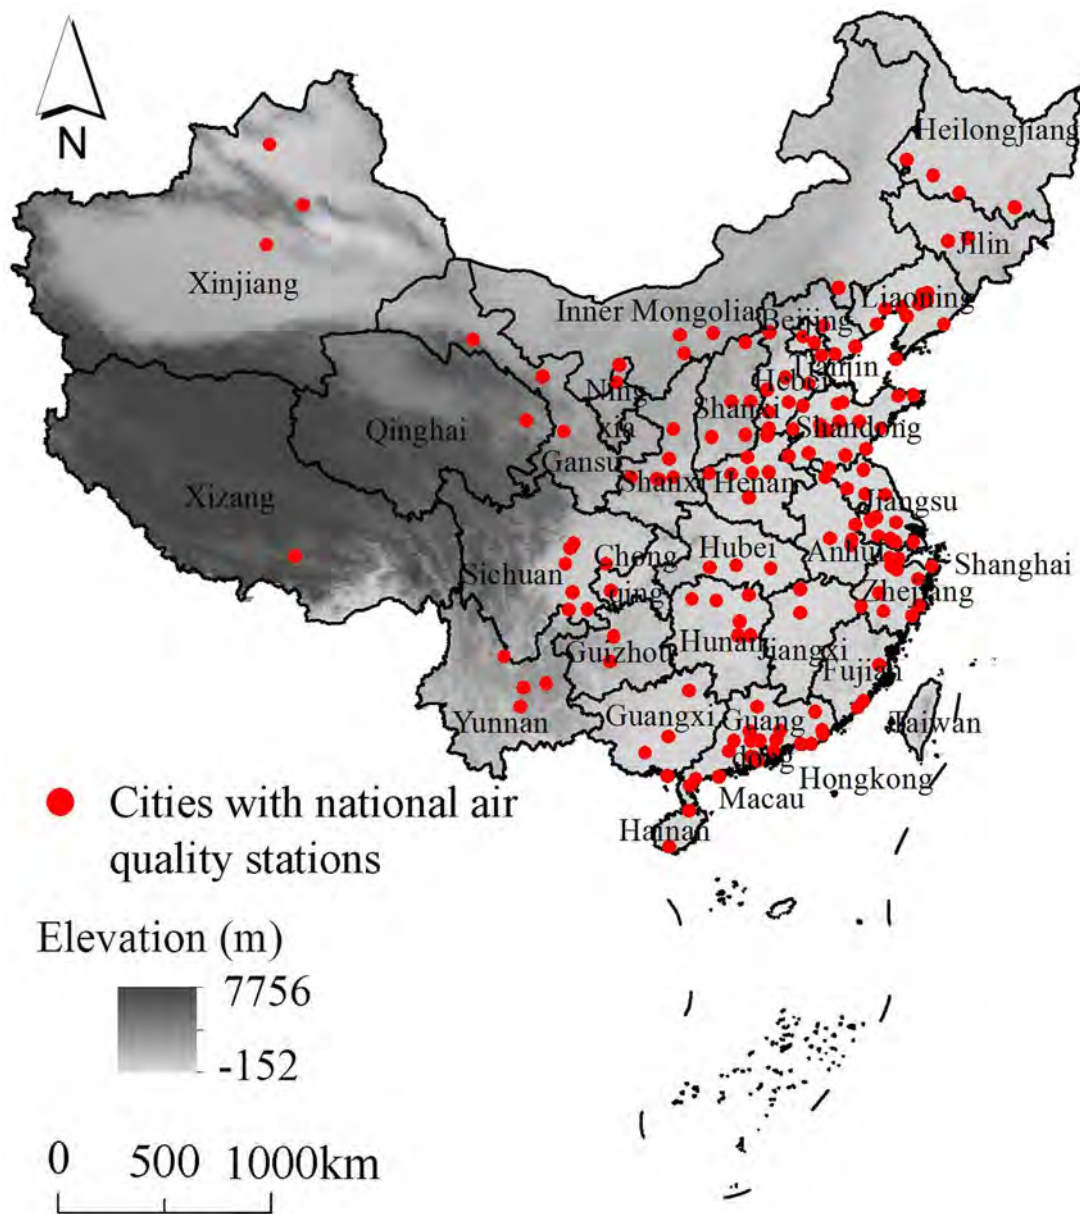 N
Heilongjiang
Jilin
Xinjiang
Inner Mongolia
Liaoning
Beijing
Tianjin
Hebei
Ning
xia
Shanxi
Shandong
Qinghai
Gansu
Shanxi
Henan
Xizang
Jiangsu
Sichuan
Chong
qing
Hubei
Anhui
Shanghai
Zhejiang
Guizhou
Hunan
Jiangxi
Fujian
Yunnan
Guangxi
Guang
dong
Taiwan
Hongkong
Macau
Hainan
Cities with national air
quality stations
Elevation (m)
7756
-152
0 500 1000km